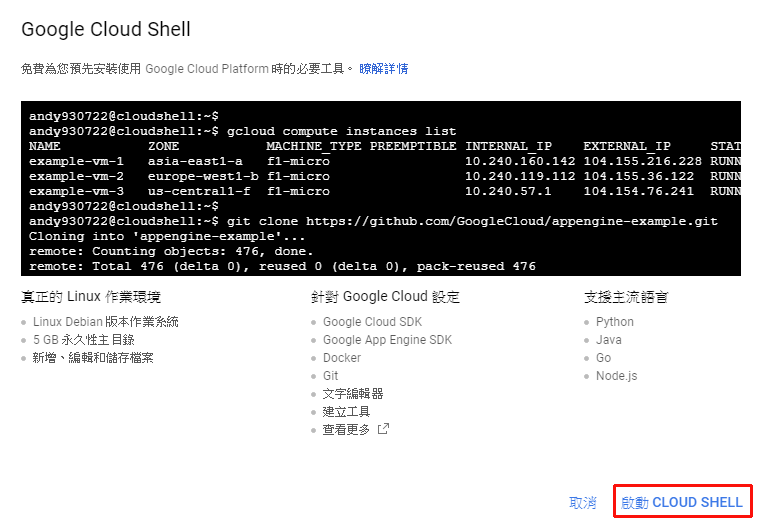 Google Cloud Shell
免費為您預先安裝使用 Google Cloud Platform 時的必要工具。 瞭解詳情
andy930722@cloudshell:~$
andy930722@cloudshell:~$ gcloud compute instances list
NAME ZONE MACHINE_TYPE PREEMPTIBLE INTERNAL_IP EXTERNAL_IP STAT
example-vm-1 asia-east1-a f1-micro 10.240.160.142 104.155.216.228 RUNN
example-vm-2 europe-west1-b f1-micro 10.240.119.112 104.155.36.122 RUNN
example-vm-3 us-central1-f f1-micro 10.240.57.1 104.154.76.241 RUNN
andy930722@cloudshell:~$
andy930722@cloudshell:~$ git clone https://github.com/GoogleCloud/appengine-example.git
Cloning into 'appengine-example'...
remote: Counting objects: 476, done.
remote: Total 476 (delta 0), reused 0 (delta 0), pack-reused 476
真正的 Linux 作業環境
Linux Debian 版本作業系統
5 GB 永久性主目錄
新增、編輯和儲存檔案
針對 Google Cloud 設定
Google Cloud SDK
Google App Engine SDK
Docker
Git
文字編輯器
建立工具
查看更多
支援主流語言
Python
Java
Go
Node.js
取消 啟動 CLOUD SHELL